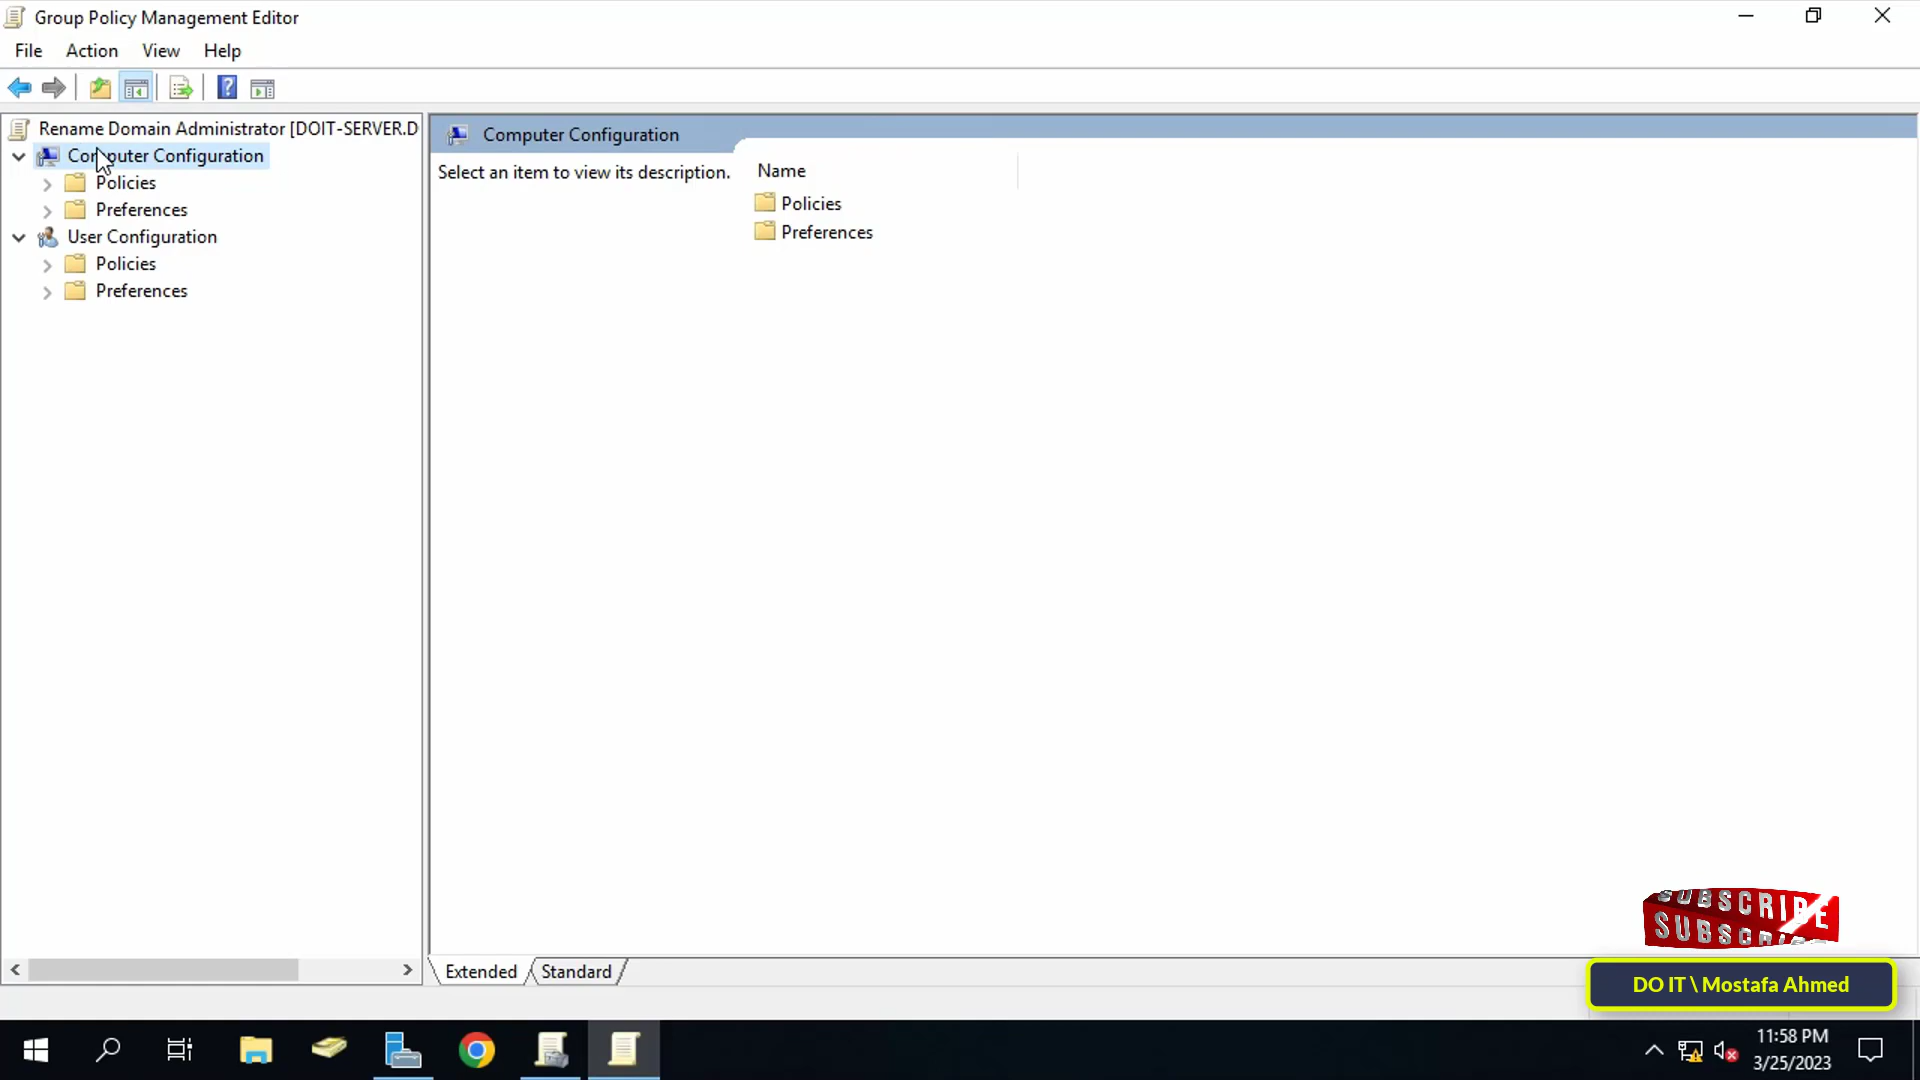 Group Policy Management Editor
File Action View Help
Rename Domain Administrator [DOIT-SERVER.D
Computer Configuration
Policies
Preferences
User Configuration
Policies
Preferences
Computer Configuration
Select an item to view its description.
Name
Policies
Preferences
Extended Standard
SUBSCRIBE
SUBSCRIBE
DO IT \ Mostafa Ahmed
11:58 PM
3/25/2023